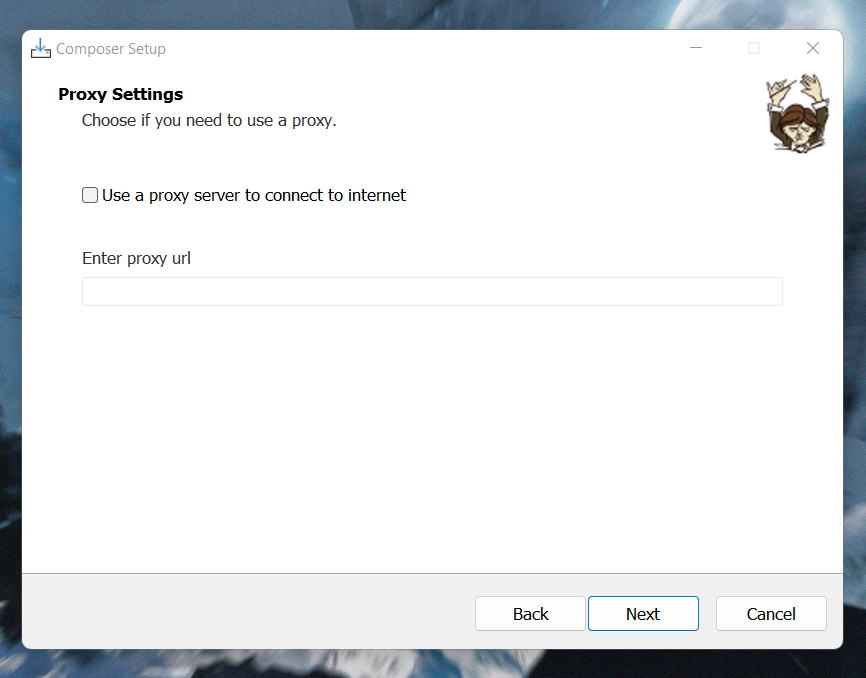 Composer Setup
Proxy Settings
Choose if you need to use a proxy.
Use a proxy server to connect to internet
Enter proxy url
Back
Next
Cancel